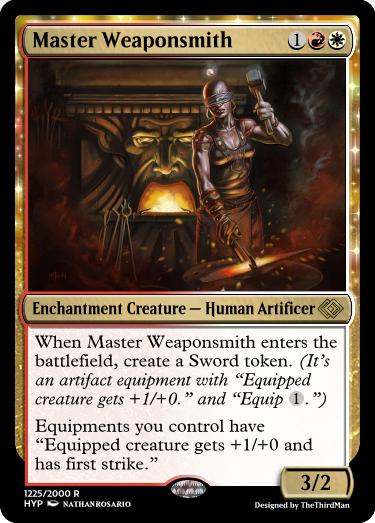 Master Weaponsmith 1
Enchantment Creature — Human Artificer
When Master Weaponsmith enters the
battlefield, create a Sword token. (It's
an artifact equipment with “Equipped
creature gets +1/+0.” and “Equip 1.”)
Equipments you control have
“Equipped creature gets +1/+0 and
has first strike.”
3/2
1225/2000 R
HYP NATHANROSARIO
Designed by TheThirdMan